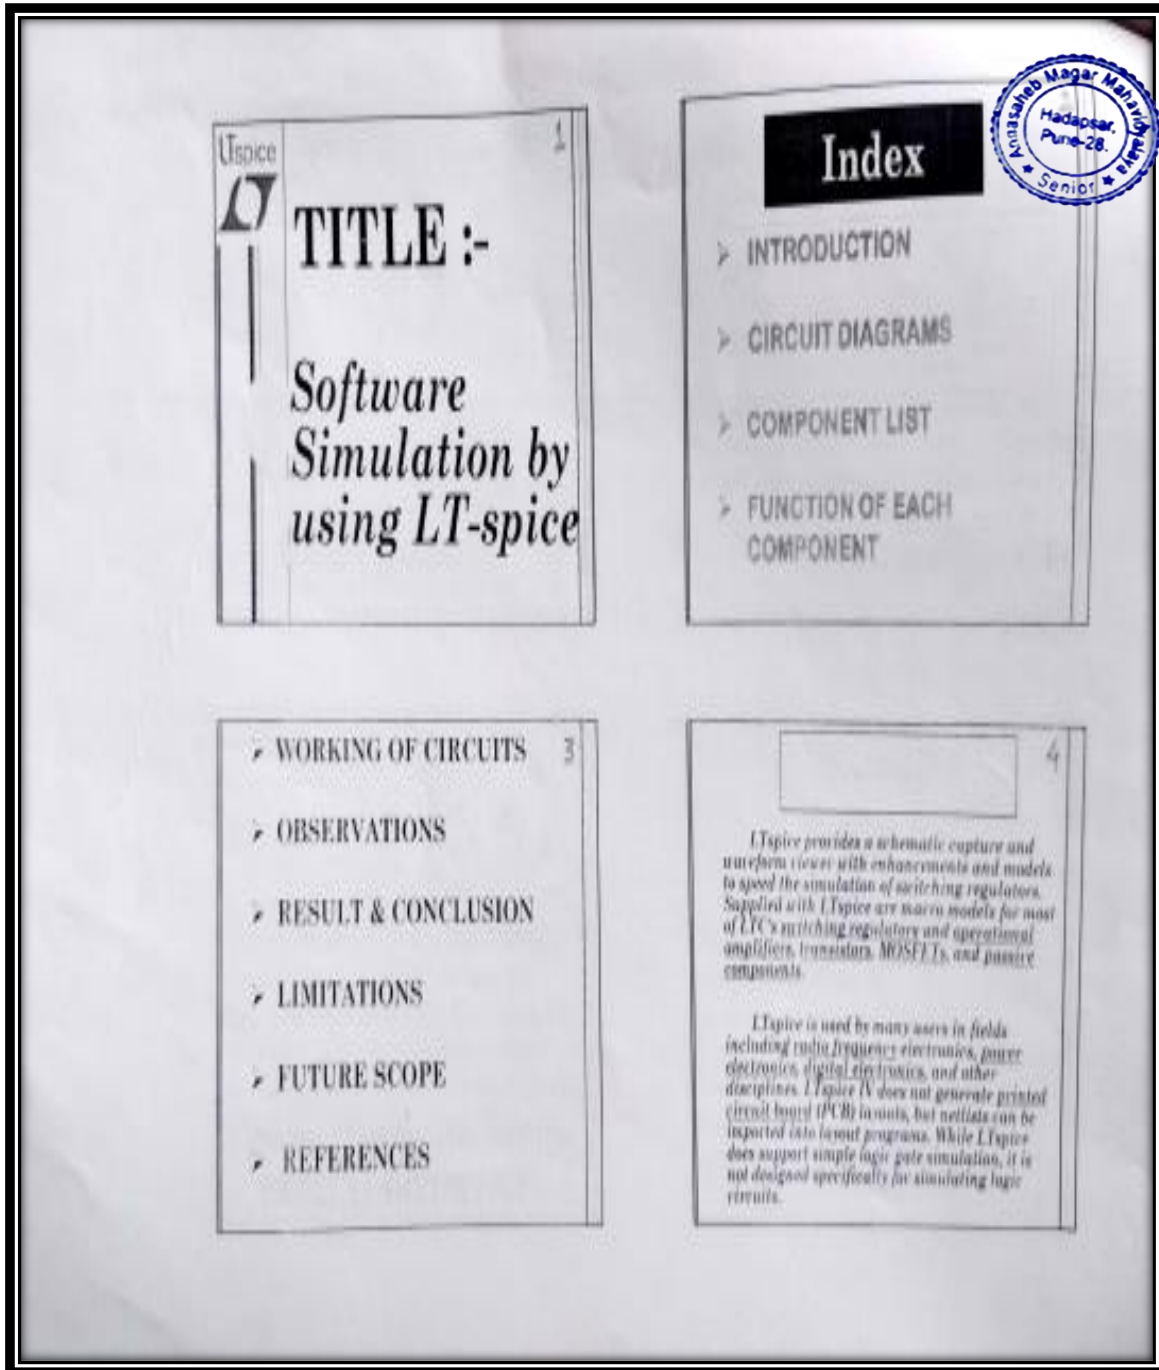 LTspice
1
TITLE :-
Software
Simulation by
using LT-spice
Index
Annasaheb Magar Mahavidyalaya
Hadapsar,
Pune-28.
★ Senior ★
➢ INTRODUCTION
➢ CIRCUIT DIAGRAMS
➢ COMPONENT LIST
➢ FUNCTION OF EACH
COMPONENT
➢ WORKING OF CIRCUITS
3
➢ OBSERVATIONS
➢ RESULT & CONCLUSION
➢ LIMITATIONS
➢ FUTURE SCOPE
➢ REFERENCES
4
LTspice provides a schematic capture and
waveform viewer with enhancements and models
to speed the simulation of switching regulators.
Supplied with LTspice are macro models for most
of LTC's switching regulators and operational
amplifiers, transistors, MOSFETs, and passive
components.
LTspice is used by many users in fields
including radio frequency electronics, power
electronics, digital electronics, and other
disciplines. LTspice IV does not generate printed
circuit board (PCB) layouts, but netlists can be
imported into layout programs. While LTspice
does support simple logic gate simulation, it is
not designed specifically for simulating logic
circuits.